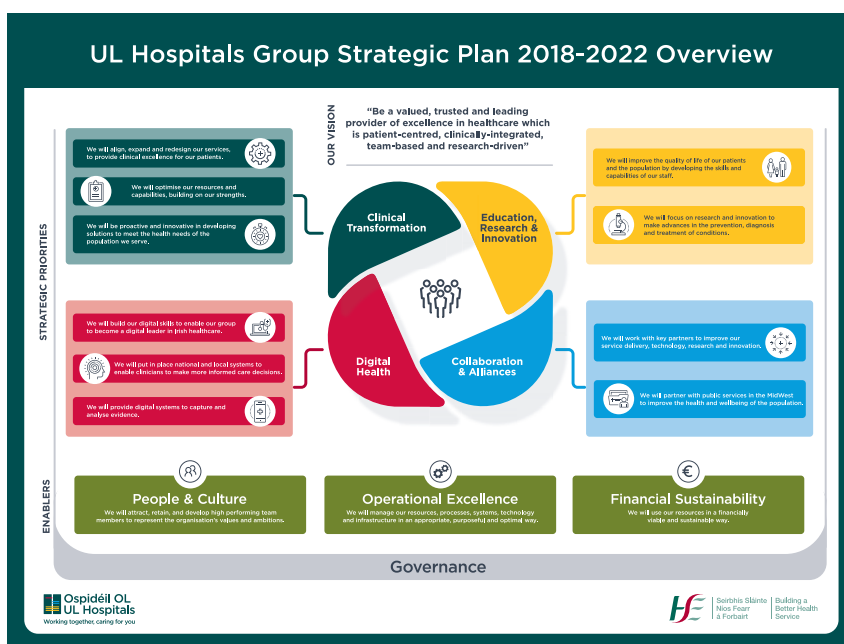 UL Hospitals Group Strategic Plan 2018-2022 Overview
OUR VISION
“Be a valued, trusted and leading
provider of excellence in healthcare which
is patient-centred, clinically-integrated,
team-based and research-driven”
STRATEGIC PRIORITIES
We will align, expand and redesign our services,
to provide clinical excellence for our patients.
We will optimise our resources and
capabilities, building on our strengths.
We will be proactive and innovative in developing
solutions to meet the health needs of the
population we serve.
Clinical
Transformation
Education,
Research &
Innovation
We will improve the quality of life of our patients
and the population by developing the skills and
capabilities of our staff.
We will focus on research and innovation to
make advances in the prevention, diagnosis
and treatment of conditions.
We will build our digital skills to enable our group
to become a digital leader in Irish healthcare.
We will put in place national and local systems to
enable clinicians to make more informed care decisions.
We will provide digital systems to capture and
analyse evidence.
Digital
Health
Collaboration
& Alliances
We will work with key partners to improve our
service delivery, technology, research and innovation.
We will partner with public services in the MidWest
to improve the health and wellbeing of the population.
ENABLERS
People & Culture
We will attract, retain, and develop high performing team
members to represent the organisation's values and ambitions.
Operational Excellence
We will manage our resources, processes, systems, technology
and infrastructure in an appropriate, purposeful and optimal way.
€
Financial Sustainability
We will use our resources in a financially
viable and sustainable way.
Governance
Ospidéil OL
UL Hospitals
Working together, caring for you
HSE
Seirbhís Sláinte
Níos Fearr
á Forbairt
Building a
Better Health
Service